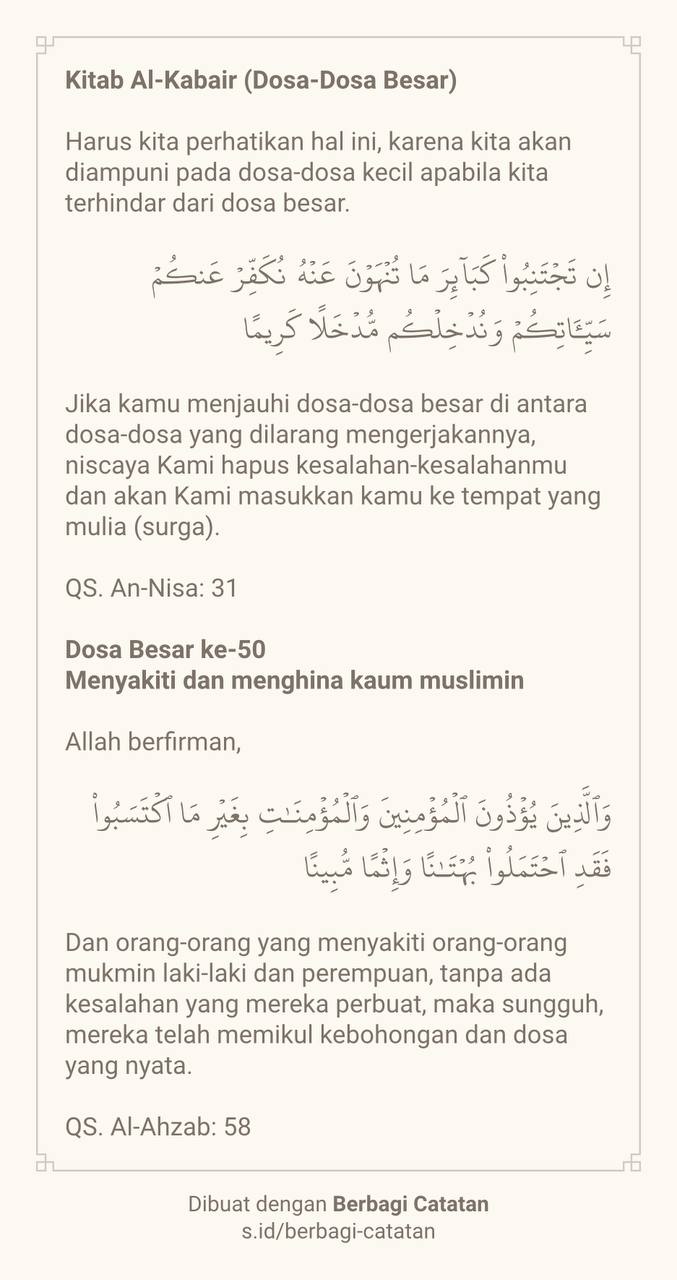 Kitab Al-Kabair (Dosa-Dosa Besar)
Harus kita perhatikan hal ini, karena kita akan
diampuni pada dosa-dosa kecil apabila kita
terhindar dari dosa besar.
إِن تَجْتَنِبُوا۟ كَبَآئِرَ مَا تُنْهَوْنَ عَنْهُ نُكَفِّرْ عَنكُمْ
سَيِّـَٔاتِكُمْ وَنُدْخِلْكُم مُّدْخَلًا كَرِيمًا
Jika kamu menjauhi dosa-dosa besar di antara
dosa-dosa yang dilarang mengerjakannya,
niscaya Kami hapus kesalahan-kesalahanmu
dan akan Kami masukkan kamu ke tempat yang
mulia (surga).
QS. An-Nisa: 31
Dosa Besar ke-50
Menyakiti dan menghina kaum muslimin
Allah berfirman,
وَٱلَّذِينَ يُؤْذُونَ ٱلْمُؤْمِنِينَ وَٱلْمُؤْمِنَـٰتِ بِغَيْرِ مَا ٱكْتَسَبُوا۟
فَقَدِ ٱحْتَمَلُوا۟ بُهْتَـٰنًا وَإِثْمًا مُّبِينًا
Dan orang-orang yang menyakiti orang-orang
mukmin laki-laki dan perempuan, tanpa ada
kesalahan yang mereka perbuat, maka sungguh,
mereka telah memikul kebohongan dan dosa
yang nyata.
QS. Al-Ahzab: 58
Dibuat dengan Berbagi Catatan
s.id/berbagi-catatan